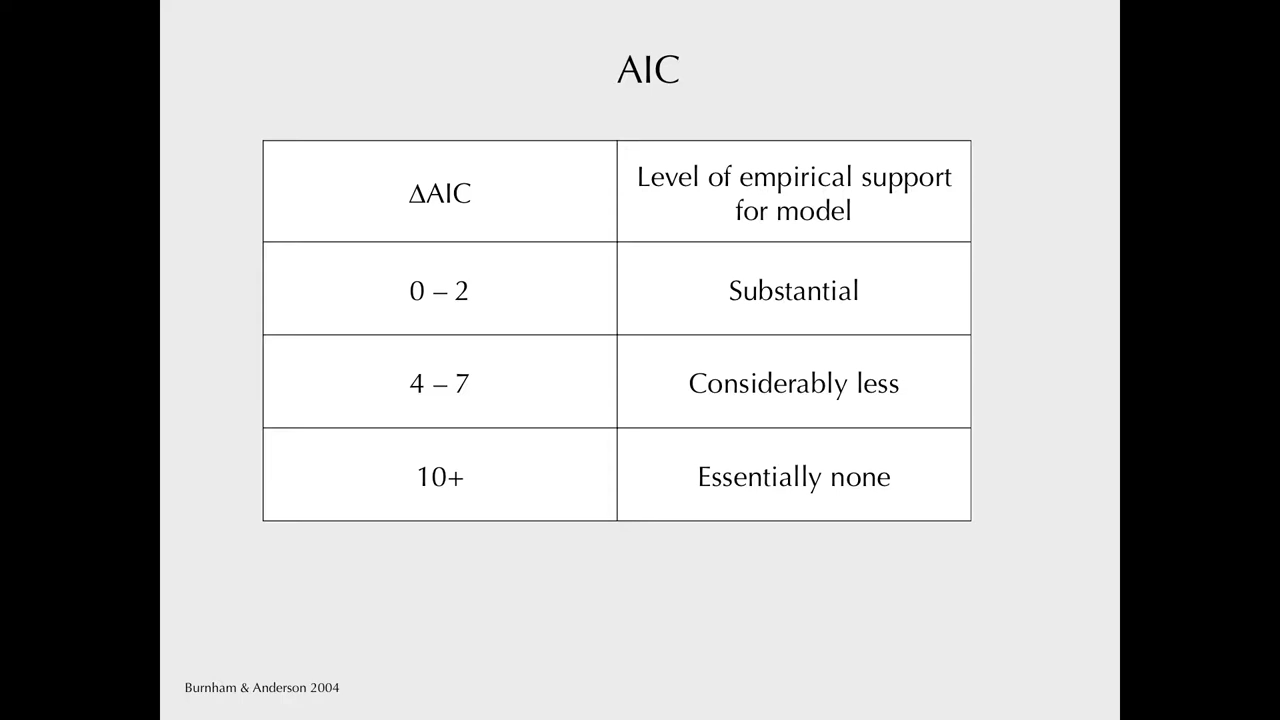 AIC
ΔAIC
Level of empirical support
for model
0 – 2
Substantial
4 – 7
Considerably less
10+
Essentially none
Burnham & Anderson 2004